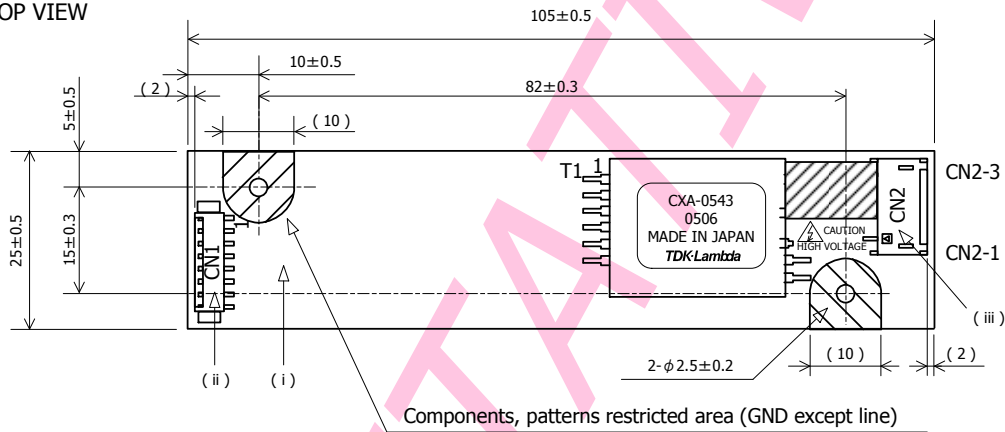 OP VIEW
105±0.5
10±0.5
( 2 )
82±0.3
5±0.5
( 10 )
T1 1
CN2-3
CXA-0543
0506
MADE IN JAPAN
TDK·Lambda
CN2
CAUTION
HIGH VOLTAGE
CN2-1
25±0.5
15±0.3
CN1
1
( iii )
( ii )
( i )
2-φ2.5±0.2
( 10 )
( 2 )
Components, patterns restricted area (GND except line)